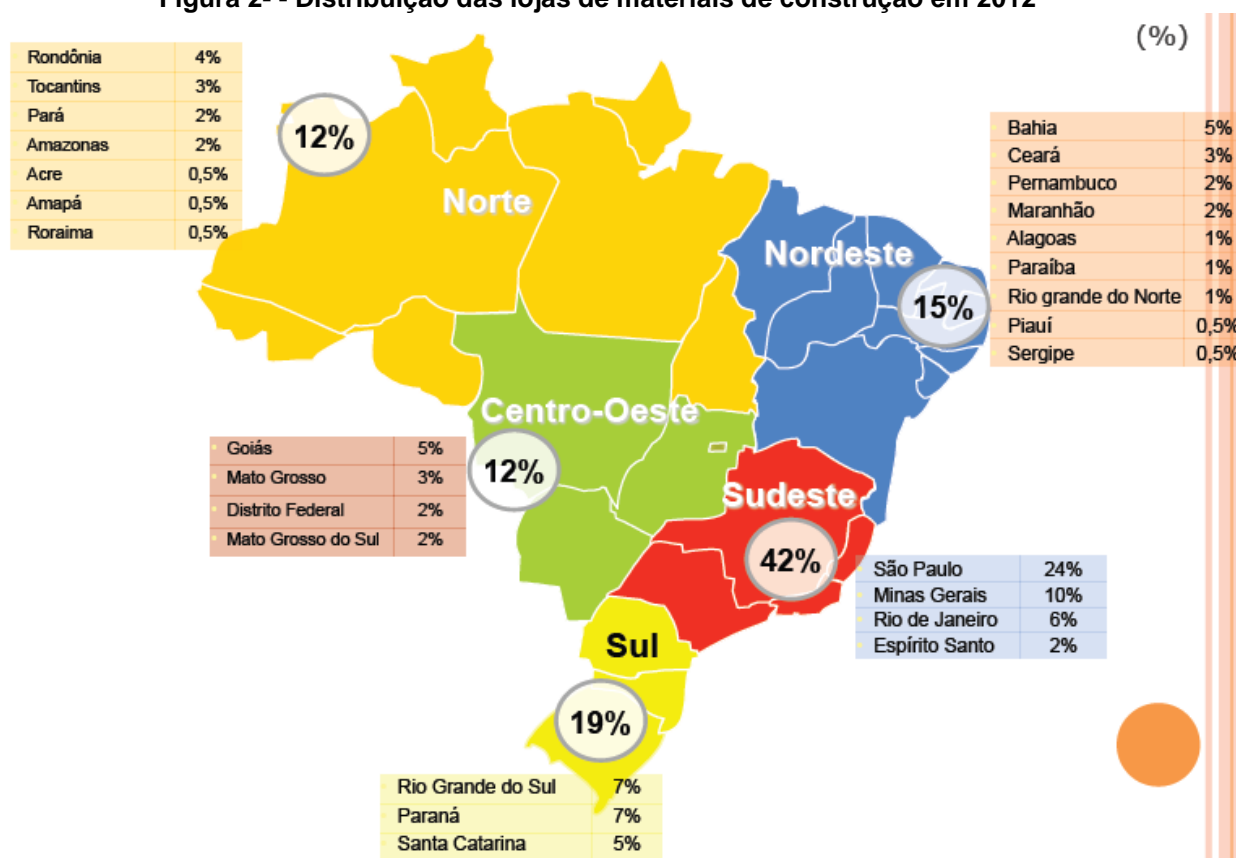 Figura 2- - Distribuição das lojas de materiais de construção em 2012
(%)
Rondônia 4%
Tocantins 3%
Pará 2%
Amazonas 2%
Acre 0,5%
Amapá 0,5%
Roraima 0,5%
12%
Norte
Bahia 5%
Ceará 3%
Pernambuco 2%
Maranhão 2%
Alagoas 1%
Paraíba 1%
Rio grande do Norte 1%
Piauí 0,5%
Sergipe 0,5%
Nordeste
15%
Centro-Oeste
12%
Goiás 5%
Mato Grosso 3%
Distrito Federal 2%
Mato Grosso do Sul 2%
Sudeste
42%
São Paulo 24%
Minas Gerais 10%
Rio de Janeiro 6%
Espírito Santo 2%
Sul
19%
Rio Grande do Sul 7%
Paraná 7%
Santa Catarina 5%